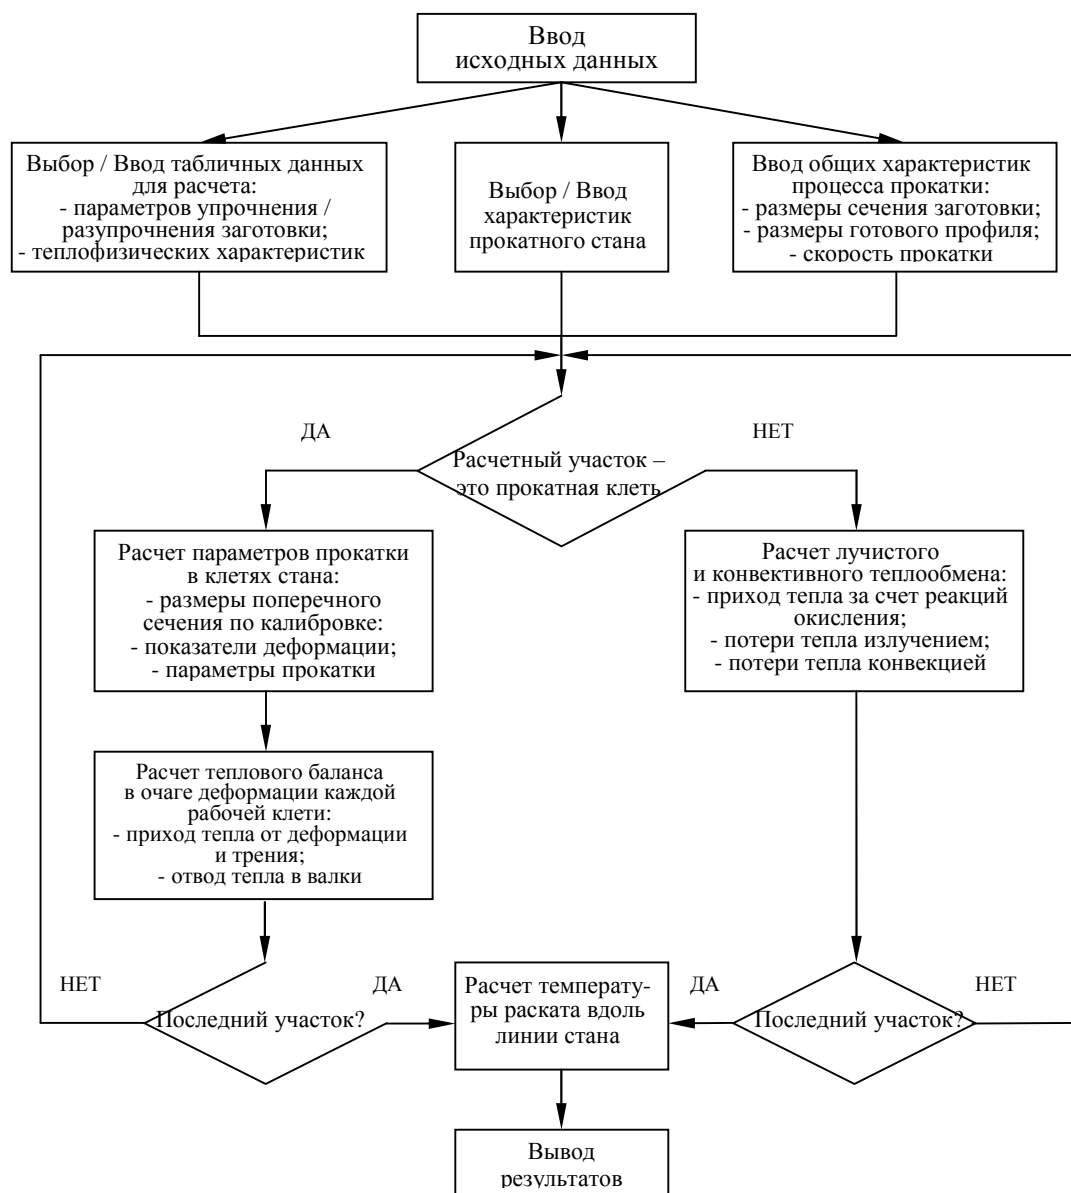 Ввод
исходных данных
Выбор / Ввод табличных данных
для расчета:
- параметров упрочнения /
разупрочнения заготовки;
- теплофизических характеристик
Выбор / Ввод
характеристик
прокатного стана
Ввод общих характеристик
процесса прокатки:
- размеры сечения заготовки;
- размеры готового профиля;
- скорость прокатки
ДА
НЕТ
Расчетный участок –
это прокатная клеть
Расчет параметров прокатки
в клетях стана:
- размеры поперечного
сечения по калибровке:
- показатели деформации;
- параметры прокатки
Расчет лучистого
и конвективного теплообмена:
- приход тепла за счет реакций
окисления;
- потери тепла излучением;
- потери тепла конвекцией
Расчет теплового баланса
в очаге деформации каждой
рабочей клети:
- приход тепла от деформации
и трения;
- отвод тепла в валки
НЕТ
ДА
Последний участок?
Расчет температу-
ры раската вдоль
линии стана
ДА
НЕТ
Последний участок?
Вывод
результатов